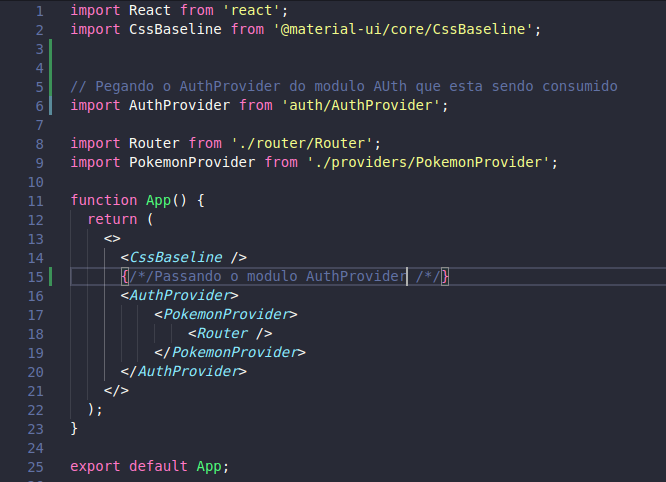 1 import React from 'react';
2 import CssBaseline from '@material-ui/core/CssBaseline';
3
4
5 // Pegando o AuthProvider do modulo AUth que esta sendo consumido
6 import AuthProvider from 'auth/AuthProvider';
7
8 import Router from './router/Router';
9 import PokemonProvider from './providers/PokemonProvider';
10
11 function App() {
12 return (
13 <>
14 <CssBaseline />
15 {/*/Passando o modulo AuthProvider /*/}
16 <AuthProvider>
17 <PokemonProvider>
18 <Router />
19 </PokemonProvider>
20 </AuthProvider>
21 </>
22 );
23 }
24
25 export default App;